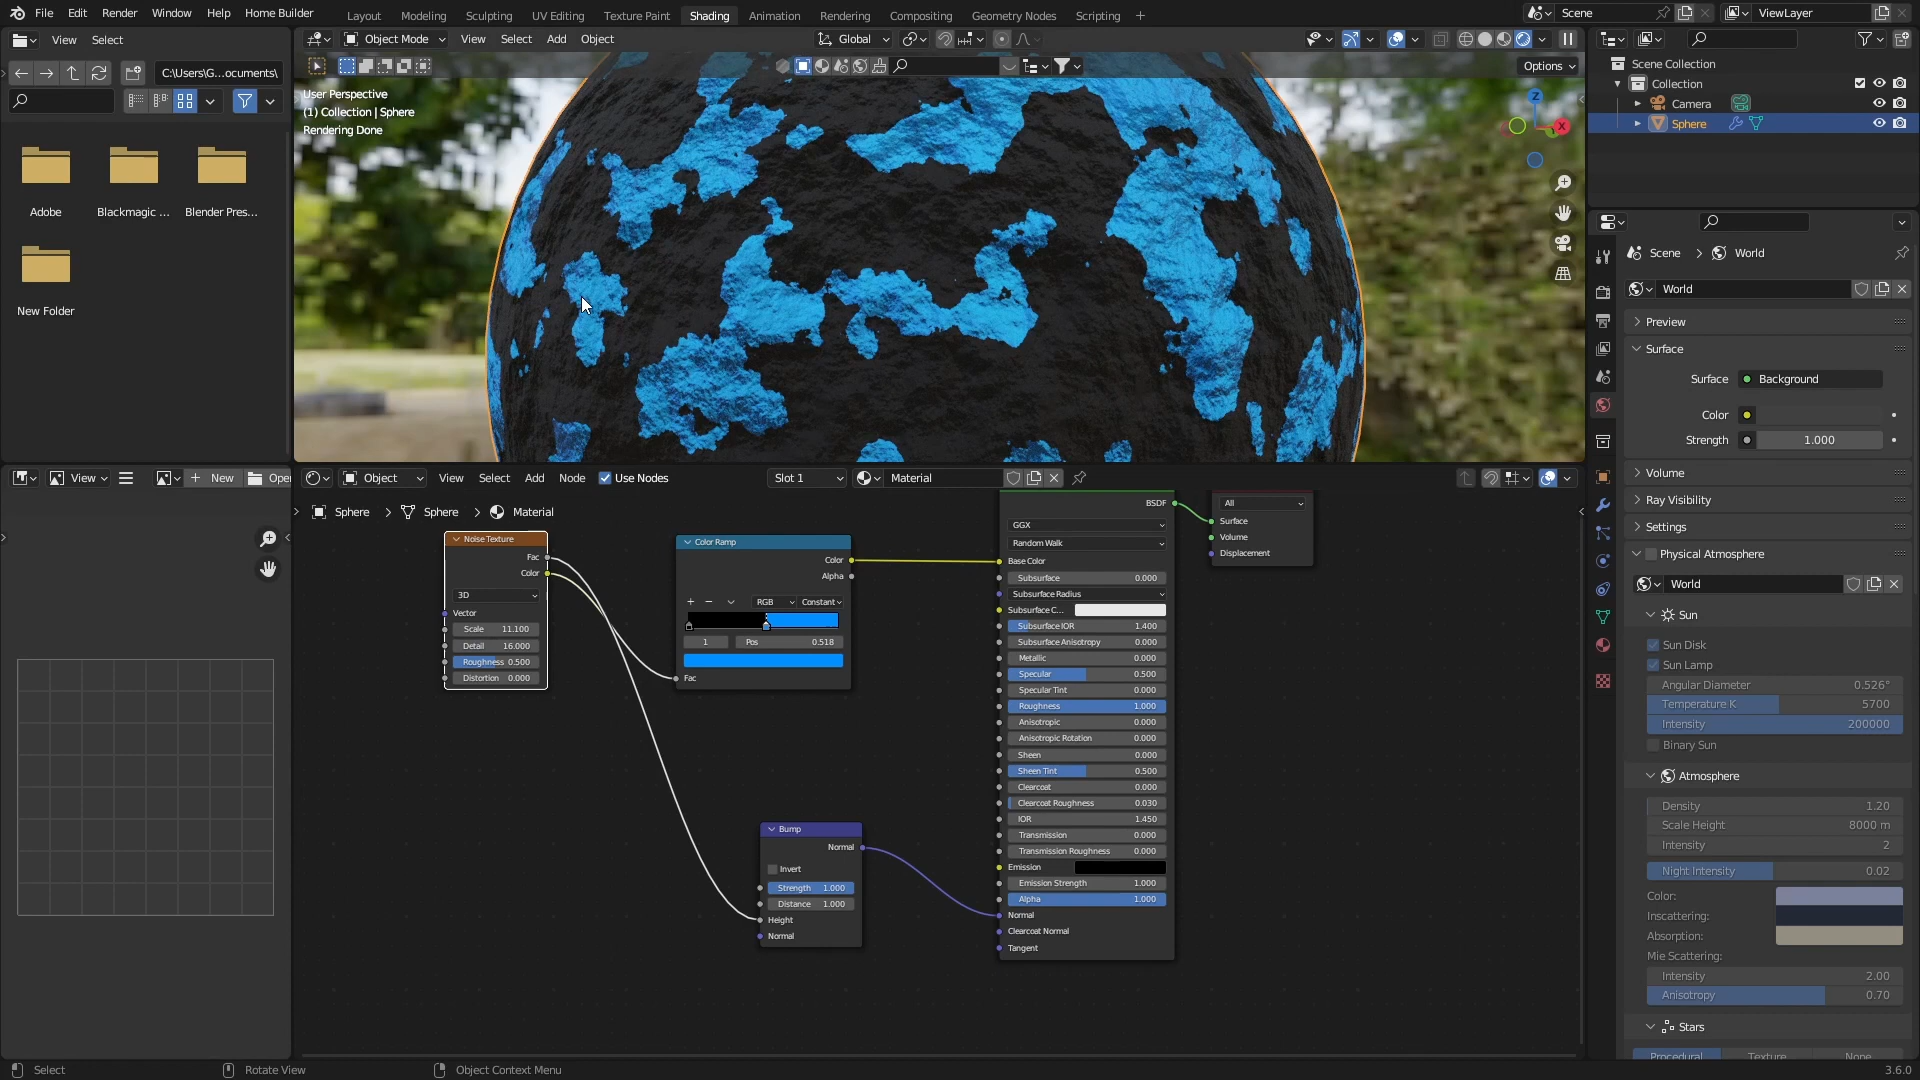 File Edit Render Window Help Home Builder
Layout Modeling Sculpting UV Editing Texture Paint Shading Animation Rendering Compositing Geometry Nodes Scripting +
Scene
ViewLayer
View Select
Object Mode View Select Add Object
Global
C:\Users\G...ocuments\
Options
User Perspective
(1) Collection | Sphere
Rendering Done
Z
X
Adobe
Blackmagic ...
Blender Pres...
New Folder
Scene Collection
Collection
Camera
Sphere
Scene > World
World
Preview
Surface
Surface Background
Color
Strength 1.000
Volume
Ray Visibility
Settings
Physical Atmosphere
World
Sun
Sun Disk
Sun Lamp
Angular Diameter 0.526°
Temperature K 5700
Intensity 200000
Binary Sun
Atmosphere
Density 1.20
Scale Height 8000 m
Intensity 2
Night Intensity 0.02
Color:
Inscattering:
Absorption:
Mie Scattering:
Intensity 2.00
Anisotropy 0.70
Stars
Procedural Texture None
View + New Open
Object View Select Add Node Use Nodes
Slot 1
Material
Sphere > Sphere > Material
Noise Texture
Fac
Color
3D
Vector
Scale 11.100
Detail 16.000
Roughness 0.500
Distortion 0.000
Color Ramp
Color
Alpha
+ − RGB Constant
1 Pos 0.518
Fac
Bump
Normal
Invert
Strength 1.000
Distance 1.000
Height
Normal
BSDF
GGX
Random Walk
Base Color
Subsurface 0.000
Subsurface Radius
Subsurface C...
Subsurface IOR 1.400
Subsurface Anisotropy 0.000
Metallic 0.000
Specular 0.500
Specular Tint 0.000
Roughness 1.000
Anisotropic 0.000
Anisotropic Rotation 0.000
Sheen 0.000
Sheen Tint 0.500
Clearcoat 0.000
Clearcoat Roughness 0.030
IOR 1.450
Transmission 0.000
Transmission Roughness 0.000
Emission
Emission Strength 1.000
Alpha 1.000
Normal
Clearcoat Normal
Tangent
All
Surface
Volume
Displacement
Select
Rotate View
Object Context Menu
3.6.0